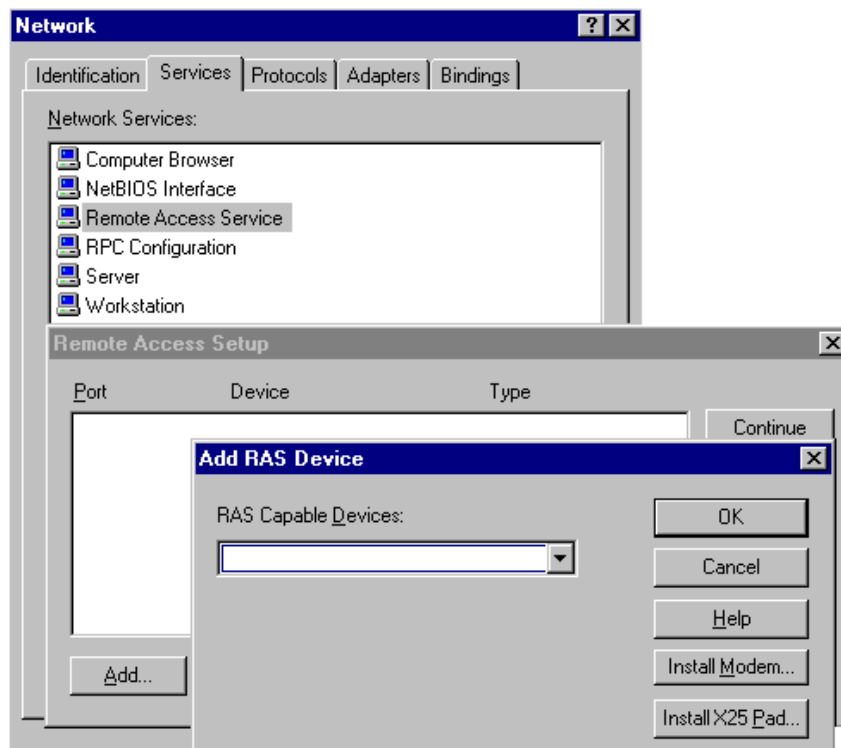 Network
Identification Services Protocols Adapters Bindings
Network Services:
Computer Browser
NetBIOS Interface
Remote Access Service
RPC Configuration
Server
Workstation
Remote Access Setup
Port Device Type
Continue
Add RAS Device
RAS Capable Devices:
OK
Cancel
Help
Install Modem...
Install X25 Pad...
Add...